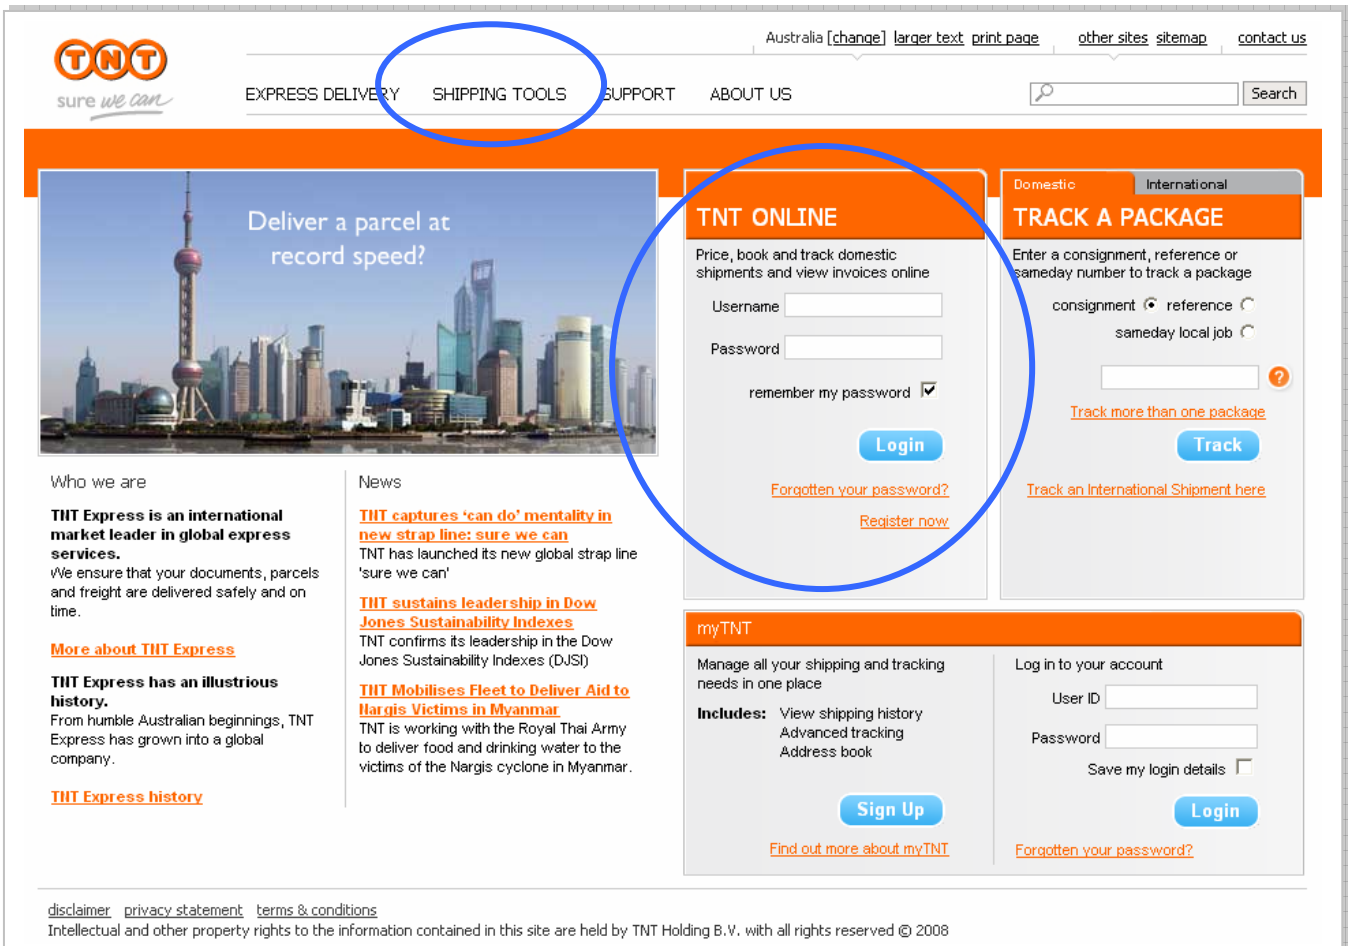 TNT
sure we can
Australia [change] larger text print page other sites sitemap contact us
EXPRESS DELIVERY SHIPPING TOOLS SUPPORT ABOUT US
Search
Deliver a parcel at
record speed?
TNT ONLINE
Price, book and track domestic
shipments and view invoices online
Username
Password
remember my password
Login
Forgotten your password?
Register now
Domestic International
TRACK A PACKAGE
Enter a consignment, reference or
sameday number to track a package
consignment reference
sameday local job
?
Track more than one package
Track
Track an International Shipment here
Who we are
TNT Express is an international
market leader in global express
services.
We ensure that your documents, parcels
and freight are delivered safely and on
time.
More about TNT Express
TNT Express has an illustrious
history.
From humble Australian beginnings, TNT
Express has grown into a global
company.
TNT Express history
News
TNT captures ‘can do’ mentality in
new strap line: sure we can
TNT has launched its new global strap line
'sure we can'
TNT sustains leadership in Dow
Jones Sustainability Indexes
TNT confirms its leadership in the Dow
Jones Sustainability Indexes (DJSI)
TNT Mobilises Fleet to Deliver Aid to
Nargis Victims in Myanmar
TNT is working with the Royal Thai Army
to deliver food and drinking water to the
victims of the Nargis cyclone in Myanmar.
myTNT
Manage all your shipping and tracking
needs in one place
Includes: View shipping history
Advanced tracking
Address book
Sign Up
Find out more about myTNT
Log in to your account
User ID
Password
Save my login details
Login
Forgotten your password?
disclaimer privacy statement terms & conditions
Intellectual and other property rights to the information contained in this site are held by TNT Holding B.V. with all rights reserved © 2008